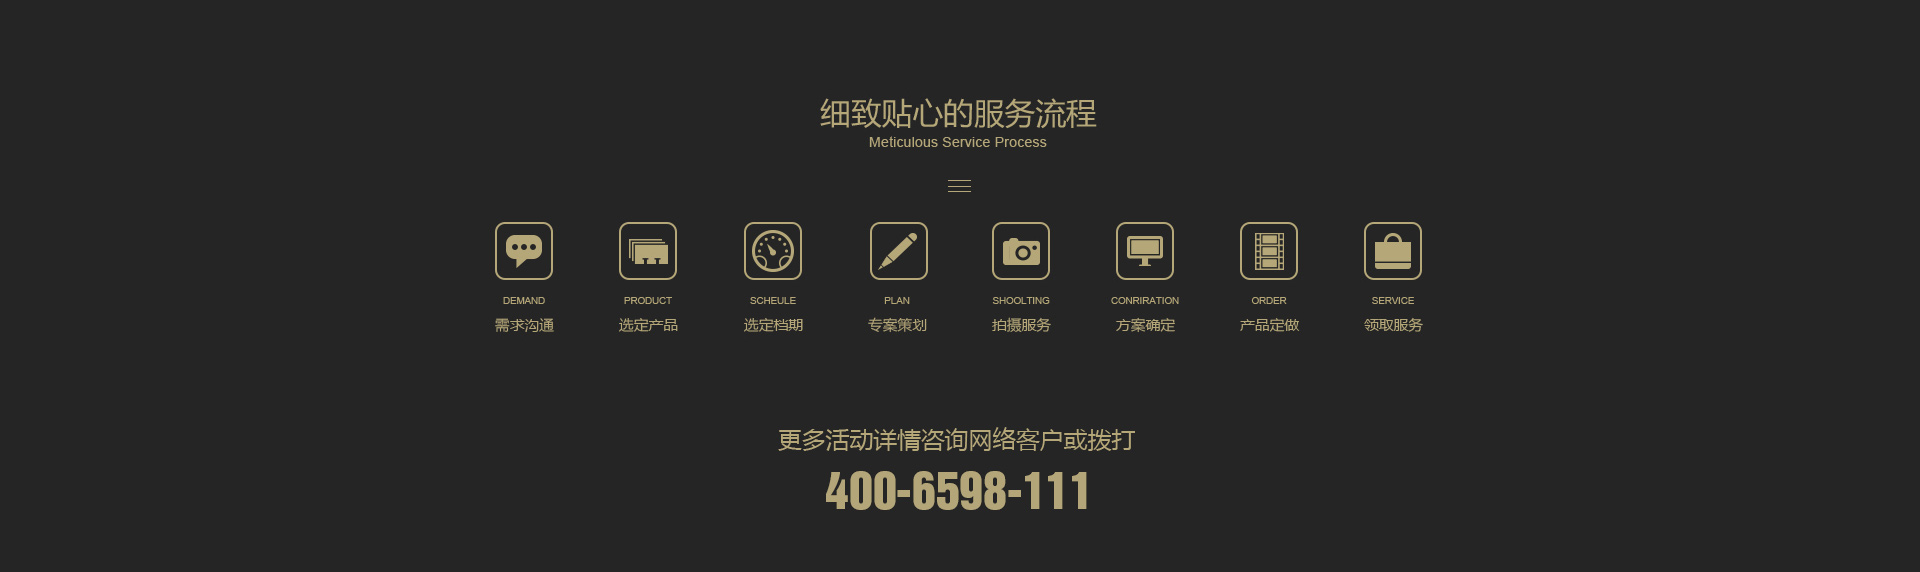 细致贴心的服务流程
Meticulous Service Process
DEMAND PRODUCT SCHEULE PLAN SHOOLTING CONRIRATION ORDER SERVICE
需求沟通 选定产品 选定档期 专案策划 拍摄服务 方案确定 产品定做 领取服务
更多活动详情咨询网络客户或拨打
400-6598-111